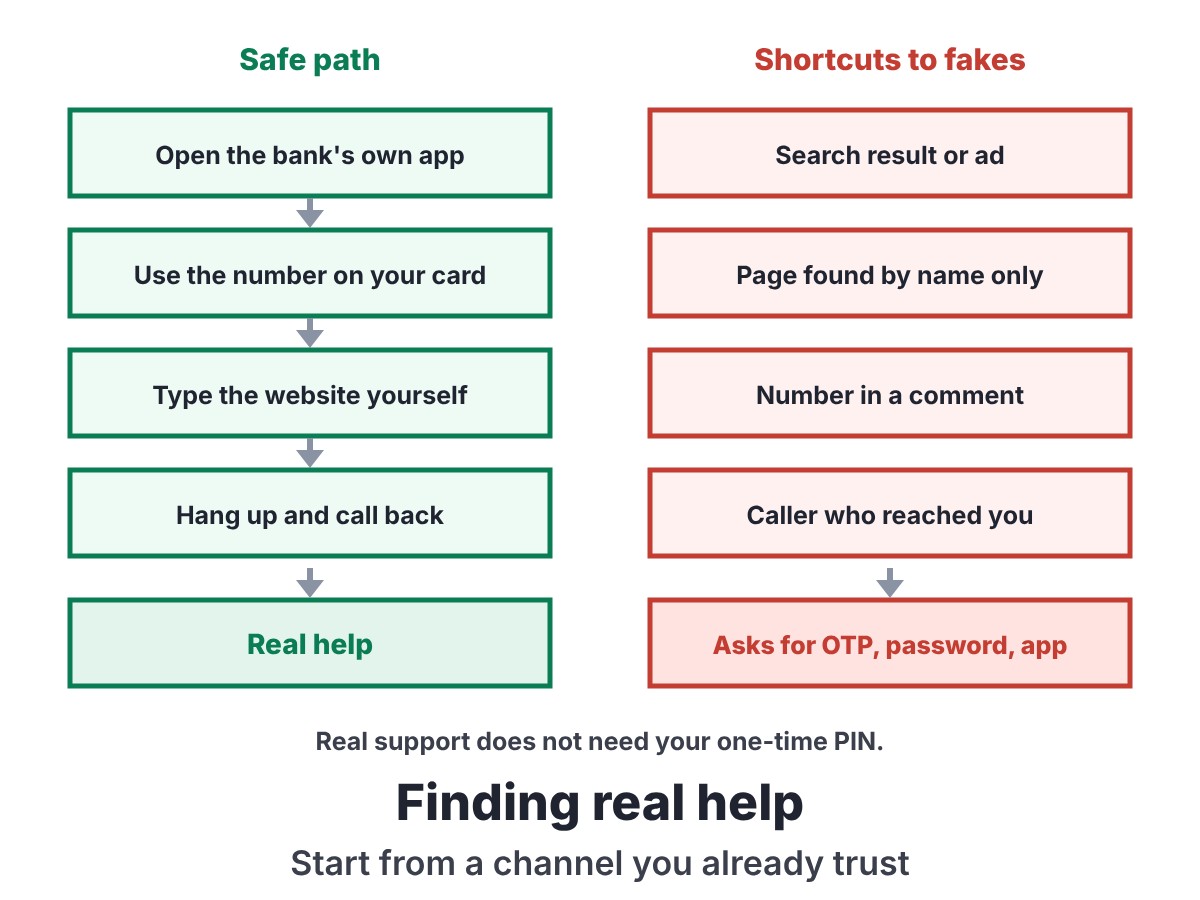 Safe path
Open the bank's own app
Use the number on your card
Type the website yourself
Hang up and call back
Real help
Shortcuts to fakes
Search result or ad
Page found by name only
Number in a comment
Caller who reached you
Asks for OTP, password, app
Real support does not need your one-time PIN.
Finding real help
Start from a channel you already trust